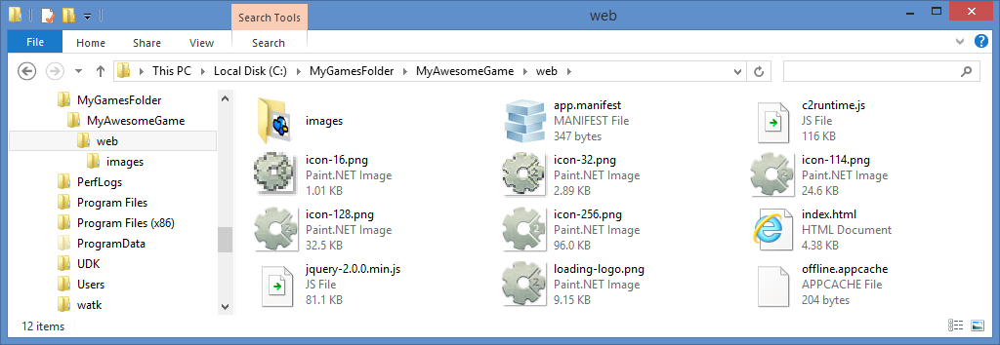 Search Tools
web
File
Home
Share
View
Search
This PC
Local Disk (C:)
MyGamesFolder
MyAwesomeGame
web
MyGamesFolder
MyAwesomeGame
web
images
PerfLogs
Program Files
Program Files (x86)
ProgramData
UDK
Users
watk
images
app.manifest
MANIFEST File
347 bytes
c2runtime.js
JS File
116 KB
icon-16.png
Paint.NET Image
1.01 KB
icon-32.png
Paint.NET Image
2.89 KB
icon-114.png
Paint.NET Image
24.6 KB
icon-128.png
Paint.NET Image
32.5 KB
icon-256.png
Paint.NET Image
96.0 KB
index.html
HTML Document
4.38 KB
jquery-2.0.0.min.js
JS File
81.1 KB
loading-logo.png
Paint.NET Image
9.15 KB
offline.appcache
APPCACHE File
204 bytes
12 items